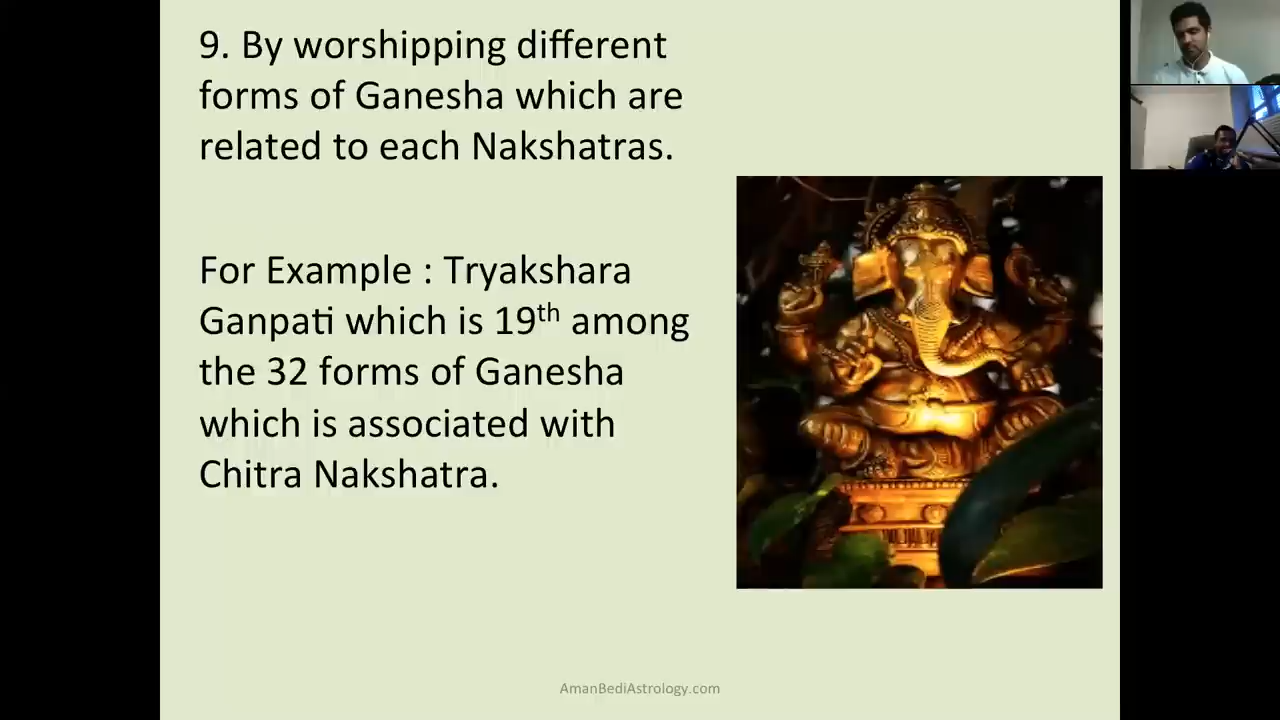 9. By worshipping different
forms of Ganesha which are
related to each Nakshatras.
For Example : Tryakshara
Ganpati which is 19th among
the 32 forms of Ganesha
which is associated with
Chitra Nakshatra.
AmanBediAstrology.com